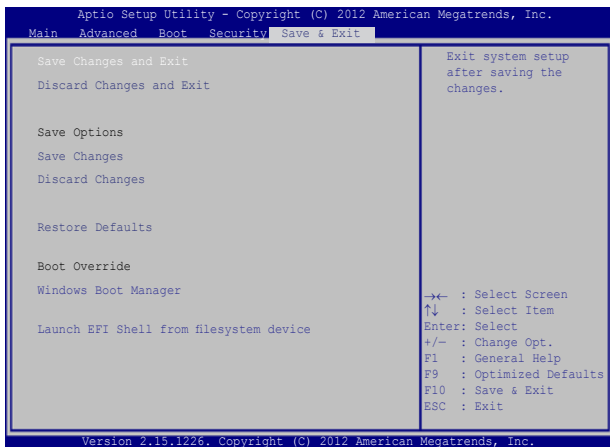 Aptio Setup Utility - Copyright (C) 2012 American Megatrends, Inc.
Main Advanced Boot Security Save & Exit
Save Changes and Exit
Discard Changes and Exit
Save Options
Save Changes
Discard Changes
Restore Defaults
Boot Override
Windows Boot Manager
Launch EFI Shell from filesystem device
Exit system setup
after saving the
changes.
→← : Select Screen
↑↓ : Select Item
Enter: Select
+/— : Change Opt.
F1 : General Help
F9 : Optimized Defaults
F10 : Save & Exit
ESC : Exit
Version 2.15.1226. Copyright (C) 2012 American Megatrends, Inc.